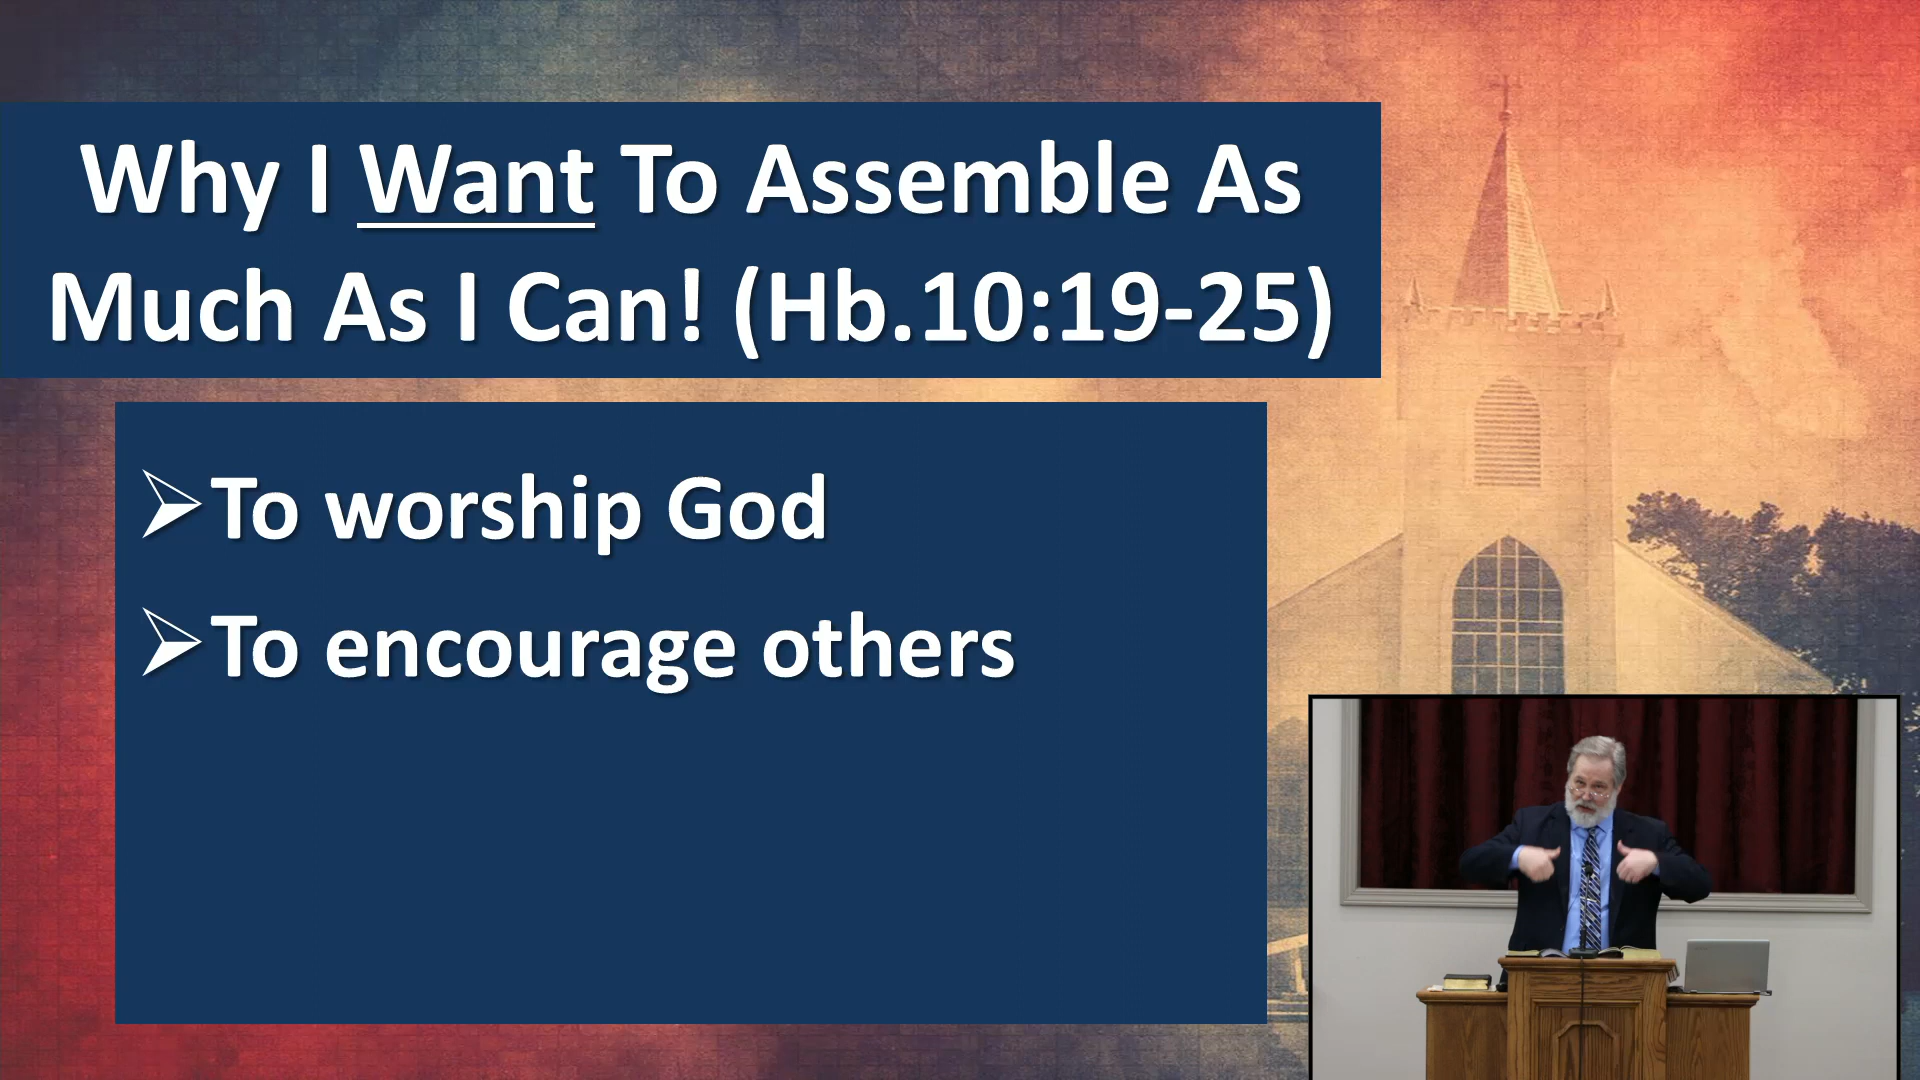 Why I Want To Assemble As
Much As I Can! (Hb.10:19-25)
To worship God
To encourage others